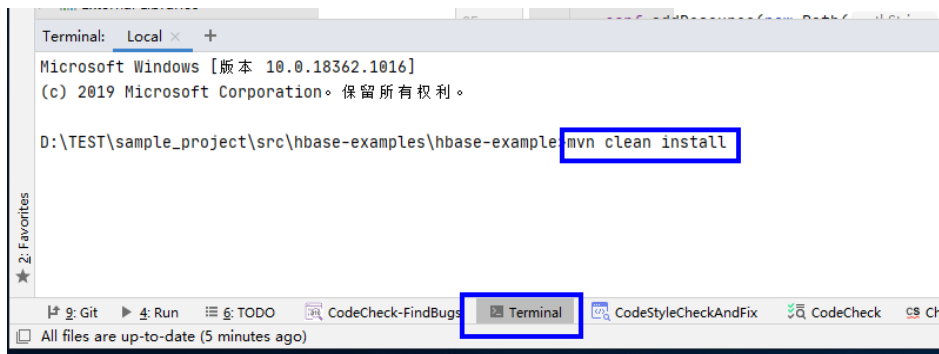 Terminal: Local × +
Microsoft Windows [版本 10.0.18362.1016]
(c) 2019 Microsoft Corporation。保留所有权利。
D:\TEST\sample_project\src\hbase-examples\hbase-example>mvn clean install
2: Favorites
9: Git 4: Run 6: TODO CodeCheck-FindBugs Terminal CodeStyleCheckAndFix CodeCheck CS
All files are up-to-date (5 minutes ago)